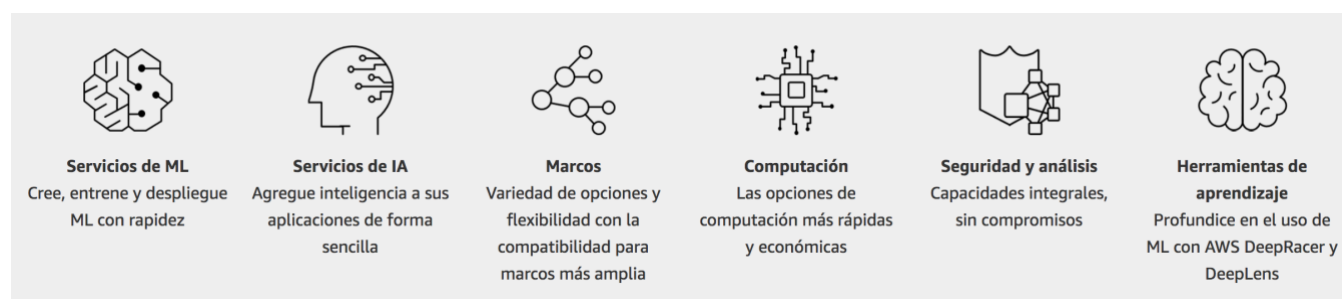 Servicios de ML
Cree, entrene y despliegue
ML con rapidez
Servicios de IA
Agregue inteligencia a sus
aplicaciones de forma
sencilla
Marcos
Variedad de opciones y
flexibilidad con la
compatibilidad para
marcos más amplia
Computación
Las opciones de
computación más rápidas
y económicas
Seguridad y análisis
Capacidades integrales,
sin compromisos
Herramientas de
aprendizaje
Profundice en el uso de
ML con AWS DeepRacer y
DeepLens